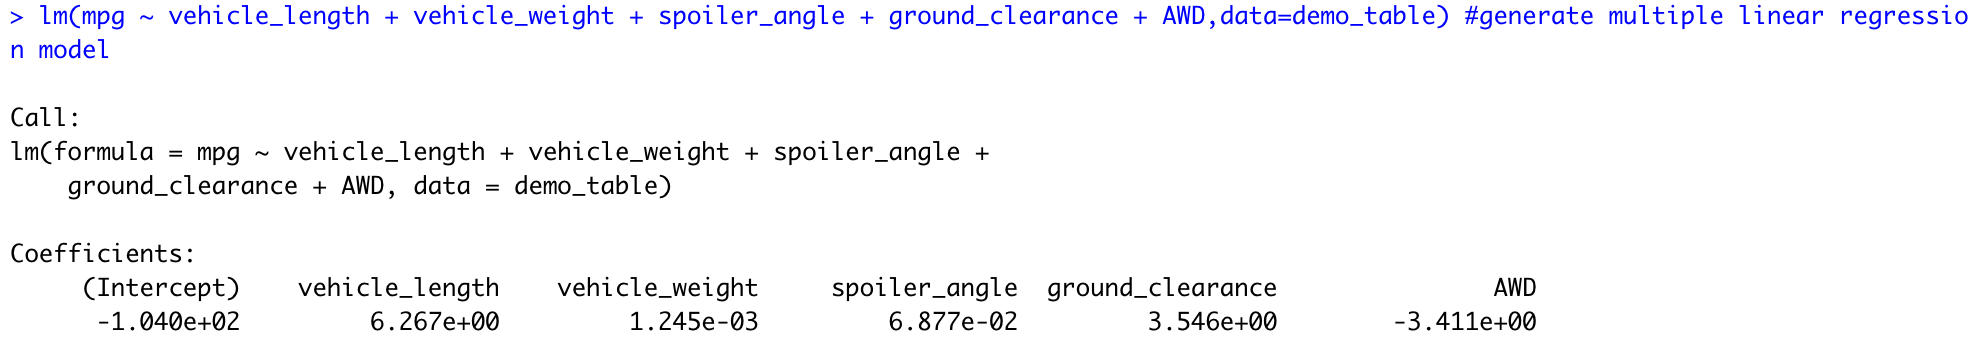 > lm(mpg ~ vehicle_length + vehicle_weight + spoiler_angle + ground_clearance + AWD,data=demo_table) #generate multiple linear regressio
n model
Call:
lm(formula = mpg ~ vehicle_length + vehicle_weight + spoiler_angle +
    ground_clearance + AWD, data = demo_table)
Coefficients:
     (Intercept)    vehicle_length    vehicle_weight     spoiler_angle  ground_clearance               AWD
      -1.040e+02         6.267e+00         1.245e-03         6.877e-02         3.546e+00        -3.411e+00